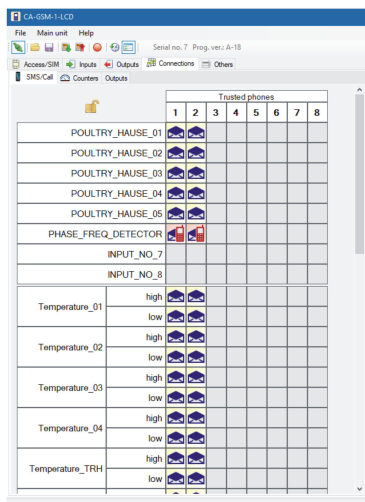 CA-GSM-1-LCD
File Main unit Help
Serial no. 7 Prog. ver.: A-18
Access/SIM Inputs Outputs Connections Others
SMS/Call Counters Outputs
Trusted phones
1 2 3 4 5 6 7 8
POULTRY_HAUSE_01
POULTRY_HAUSE_02
POULTRY_HAUSE_03
POULTRY_HAUSE_04
POULTRY_HAUSE_05
PHASE_FREQ_DETECTOR
INPUT_NO_7
INPUT_NO_8
Temperature_01 high
low
Temperature_02 high
low
Temperature_03 high
low
Temperature_04 high
low
Temperature_TRH high
low